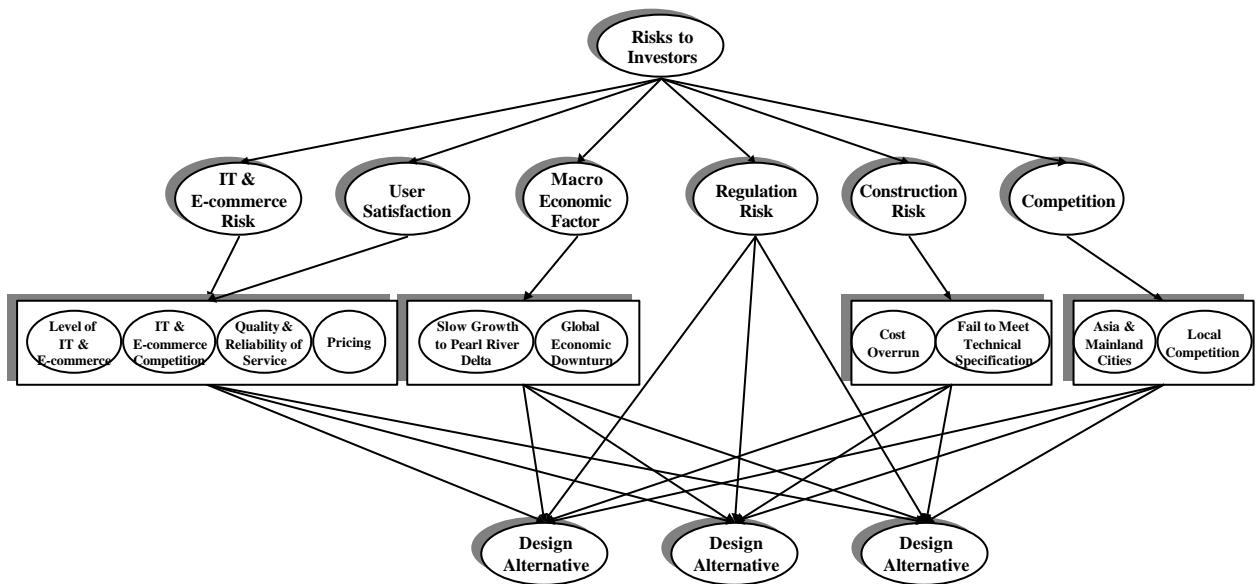 Risks to
Investors
IT &
E-commerce
Risk
User
Satisfaction
Macro
Economic
Factor
Regulation
Risk
Construction
Risk
Competition
Level of
IT &
E-commerce
IT &
E-commerce
Competition
Quality &
Reliability of
Service
Pricing
Slow Growth
to Pearl River
Delta
Global
Economic
Downturn
Cost
Overrun
Fail to Meet
Technical
Specification
Asia &
Mainland
Cities
Local
Competition
Design
Alternative
Design
Alternative
Design
Alternative